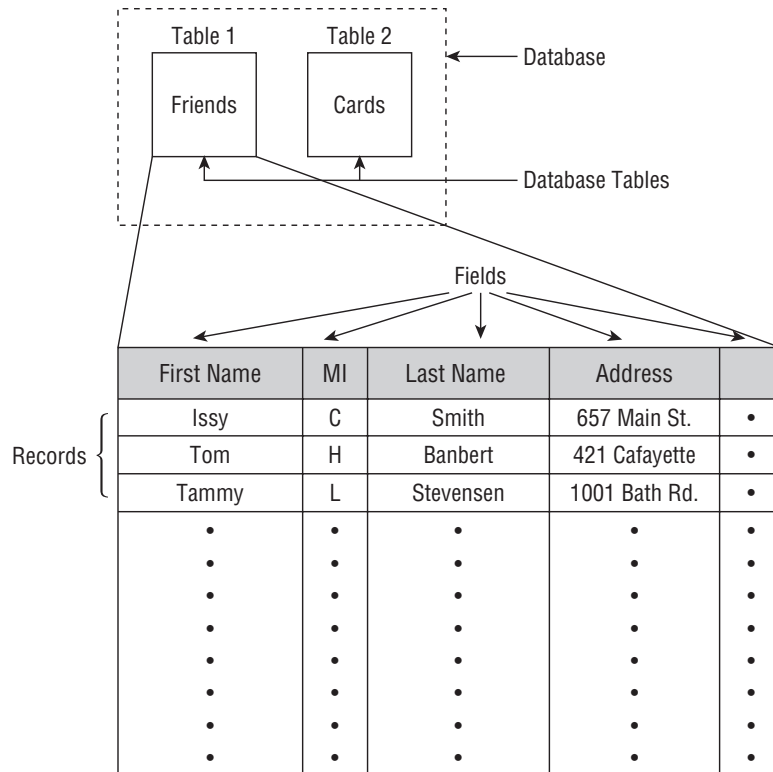 Table 1 Table 2
Database
Friends Cards
Database Tables
Fields
First Name MI Last Name Address
Records
Issy C Smith 657 Main St. •
Tom H Banbert 421 Cafayette •
Tammy L Stevensen 1001 Bath Rd. •
• • • • •
• • • • •
• • • • •
• • • • •
• • • • •
• • • • •
• • • • •
• • • • •